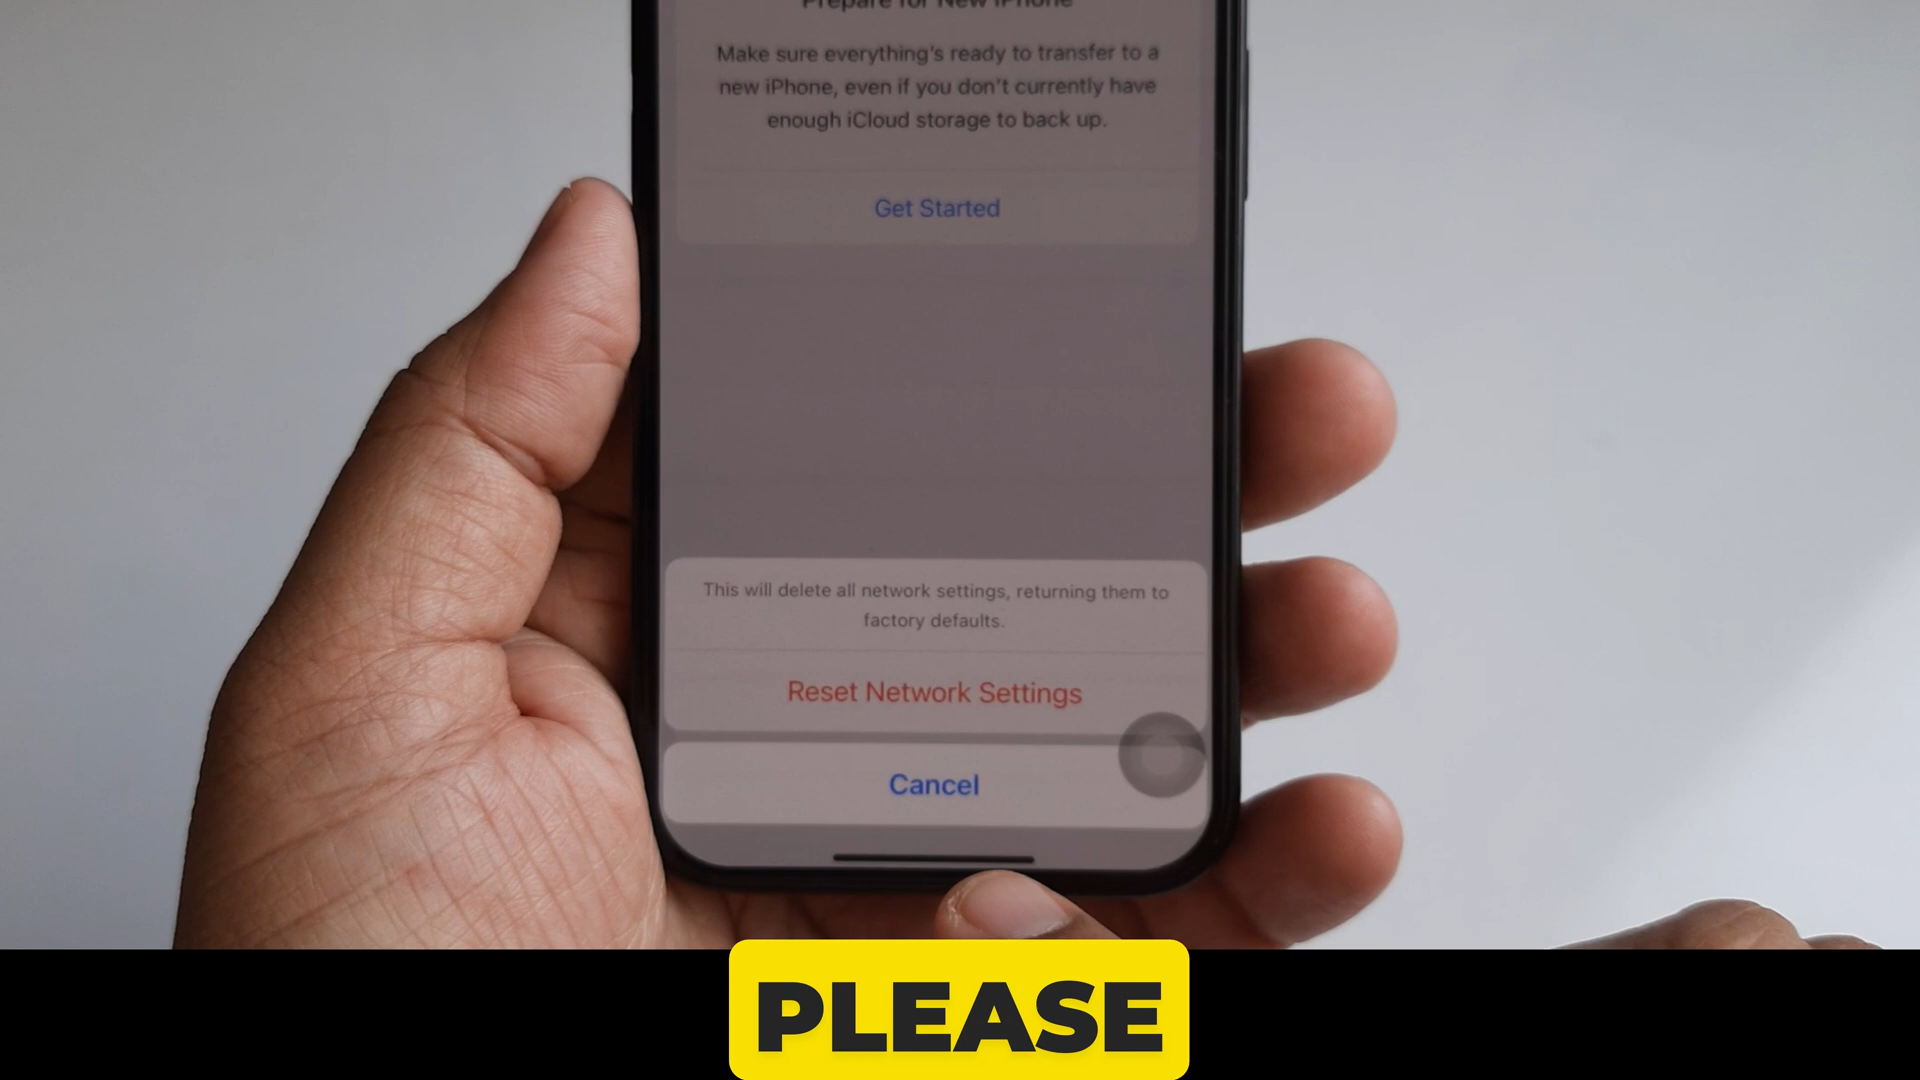 Prepare for New iPhone
Make sure everything's ready to transfer to a
new iPhone, even if you don't currently have
enough iCloud storage to back up.
Get Started
This will delete all network settings, returning them to
factory defaults.
Reset Network Settings
Cancel
PLEASE